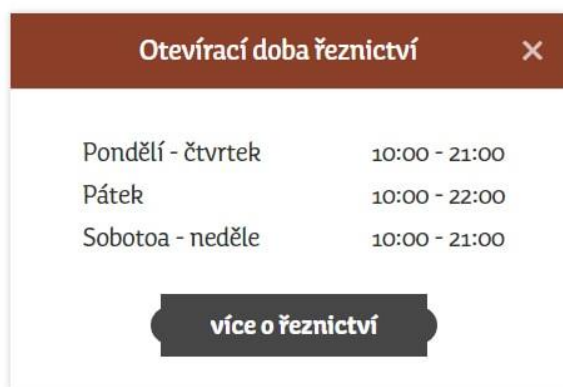 Otevírací doba řeznictví ×
Pondělí - čtvrtek 10:00 - 21:00
Pátek 10:00 - 22:00
Sobotoa - neděle 10:00 - 21:00
více o řeznictví